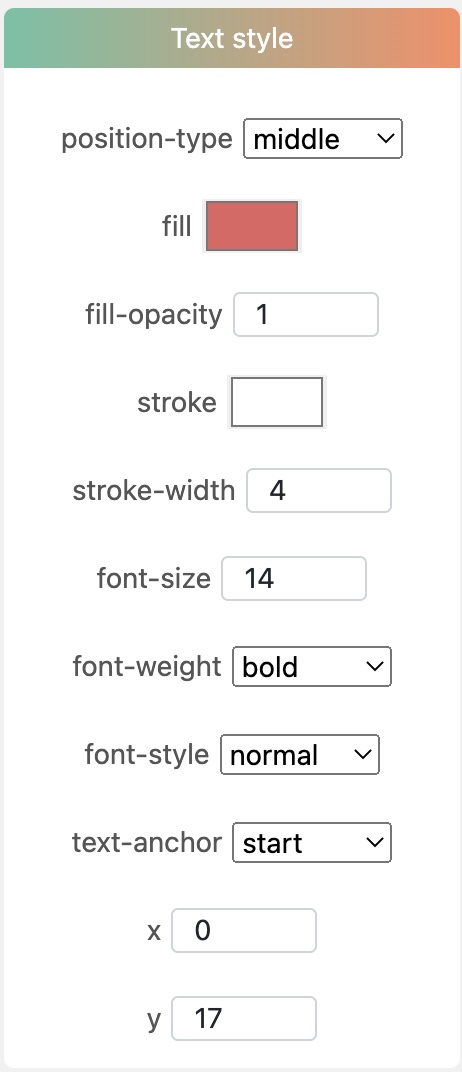 Text style
position-type middle
fill
fill-opacity 1
stroke
stroke-width 4
font-size 14
font-weight bold
font-style normal
text-anchor start
x 0
y 17